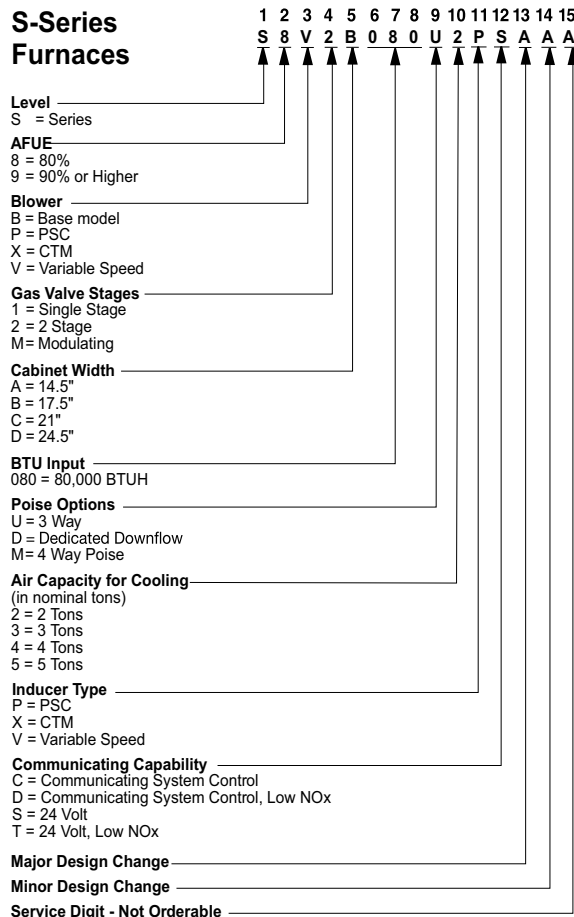 S-Series
Furnaces
1 2 3 4 5 6 7 8 9 10 11 12 13 14 15
S 8 V 2 B 0 8 0 U 2 P S A A A
Level
S = Series
AFUE
8 = 80%
9 = 90% or Higher
Blower
B = Base model
P = PSC
X = CTM
V = Variable Speed
Gas Valve Stages
1 = Single Stage
2 = 2 Stage
M= Modulating
Cabinet Width
A = 14.5"
B = 17.5"
C = 21"
D = 24.5"
BTU Input
080 = 80,000 BTUH
Poise Options
U = 3 Way
D = Dedicated Downflow
M= 4 Way Poise
Air Capacity for Cooling
(in nominal tons)
2 = 2 Tons
3 = 3 Tons
4 = 4 Tons
5 = 5 Tons
Inducer Type
P = PSC
X = CTM
V = Variable Speed
Communicating Capability
C = Communicating System Control
D = Communicating System Control, Low NOx
S = 24 Volt
T = 24 Volt, Low NOx
Major Design Change
Minor Design Change
Service Digit - Not Orderable